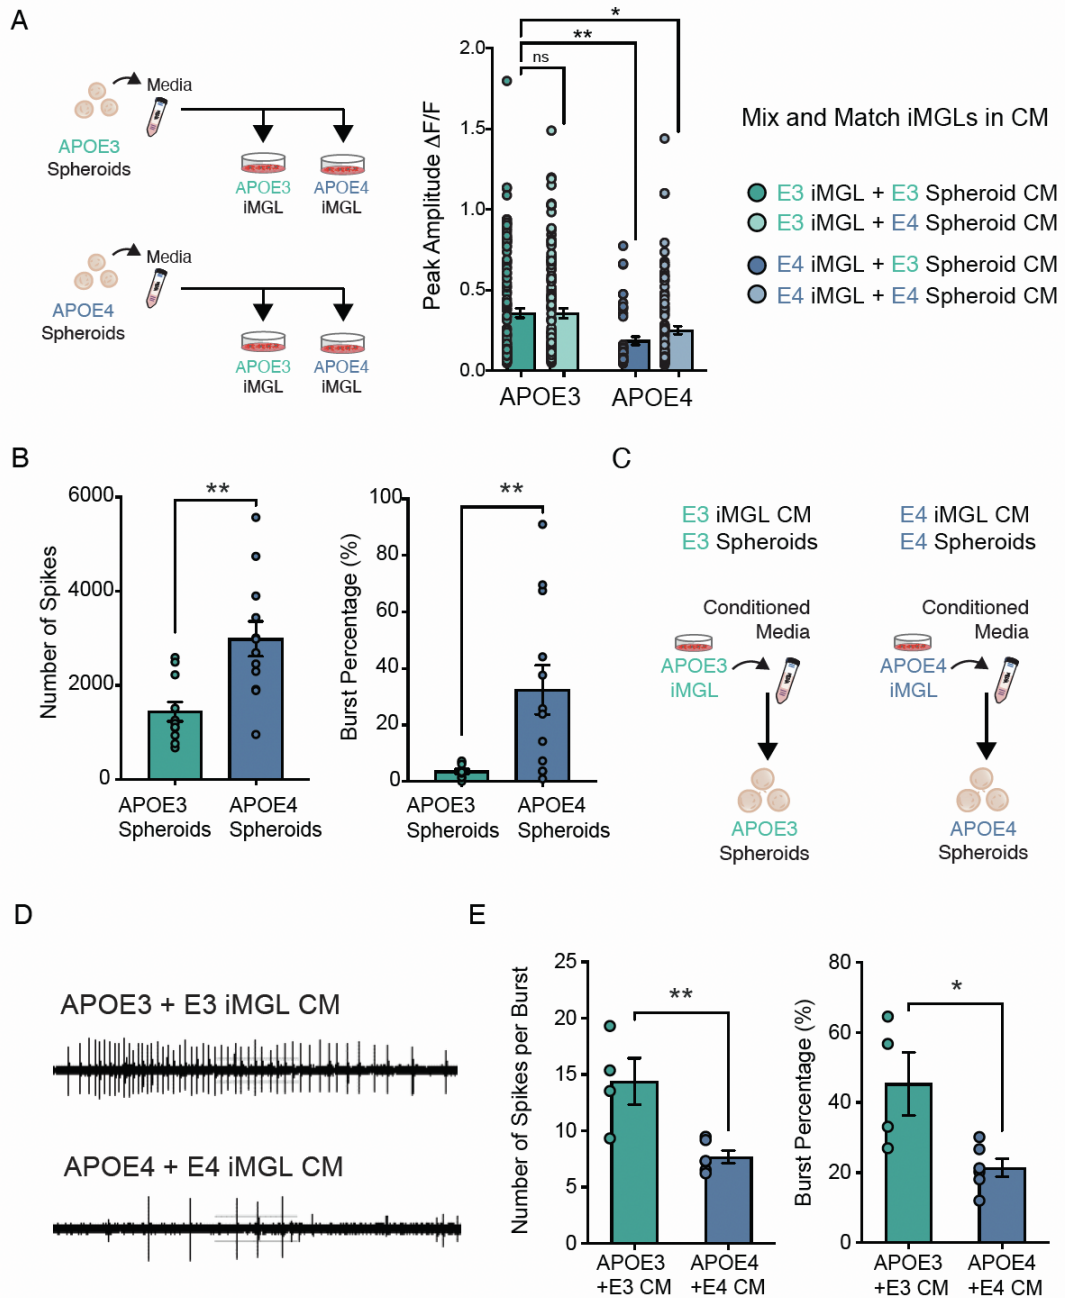 A
Media
APOE3
Spheroids
APOE3
iMGL
APOE4
iMGL
Media
APOE4
Spheroids
APOE3
iMGL
APOE4
iMGL
Peak Amplitude ΔF/F
2.0
1.5
1.0
0.5
0.0
*
**
ns
APOE3
APOE4
Mix and Match iMGLs in CM
E3 iMGL + E3 Spheroid CM
E3 iMGL + E4 Spheroid CM
E4 iMGL + E3 Spheroid CM
E4 iMGL + E4 Spheroid CM
B
Number of Spikes
6000
4000
2000
0
**
APOE3
Spheroids
APOE4
Spheroids
Burst Percentage (%)
100
80
60
40
20
0
**
APOE3
Spheroids
APOE4
Spheroids
C
E3 iMGL CM
E3 Spheroids
Conditioned
Media
APOE3
iMGL
APOE3
Spheroids
E4 iMGL CM
E4 Spheroids
Conditioned
Media
APOE4
iMGL
APOE4
Spheroids
D
APOE3 + E3 iMGL CM
APOE4 + E4 iMGL CM
E
Number of Spikes per Burst
25
20
15
10
5
0
**
APOE3
+E3 CM
APOE4
+E4 CM
Burst Percentage (%)
80
60
40
20
0
*
APOE3
+E3 CM
APOE4
+E4 CM